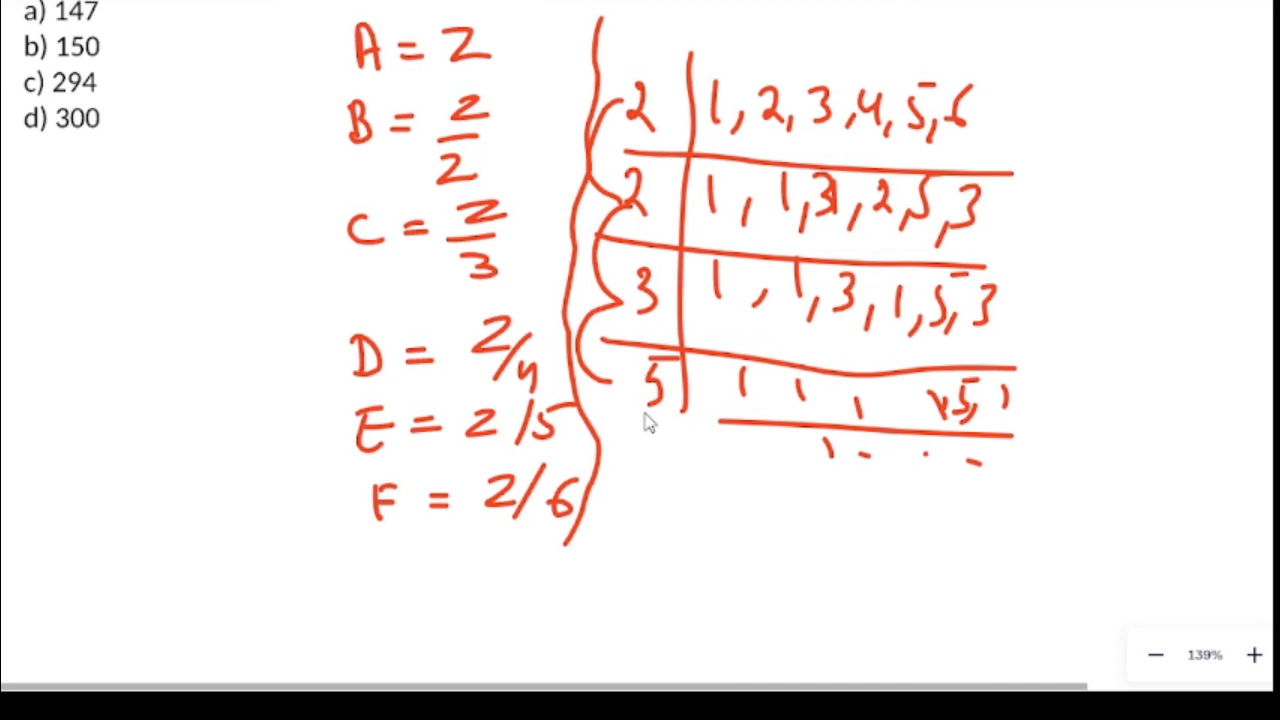 a) 147
b) 150
c) 294
d) 300
A = Z
B = Z/2
C = Z/3
D = Z/4
E = Z/5
F = Z/6
2 | 1, 2, 3, 4, 5, 6
2 | 1, 1, 3, 2, 5, 3
3 | 1, 1, 3, 1, 5, 3
5 | 1 1 1 1, 5, 1
139%